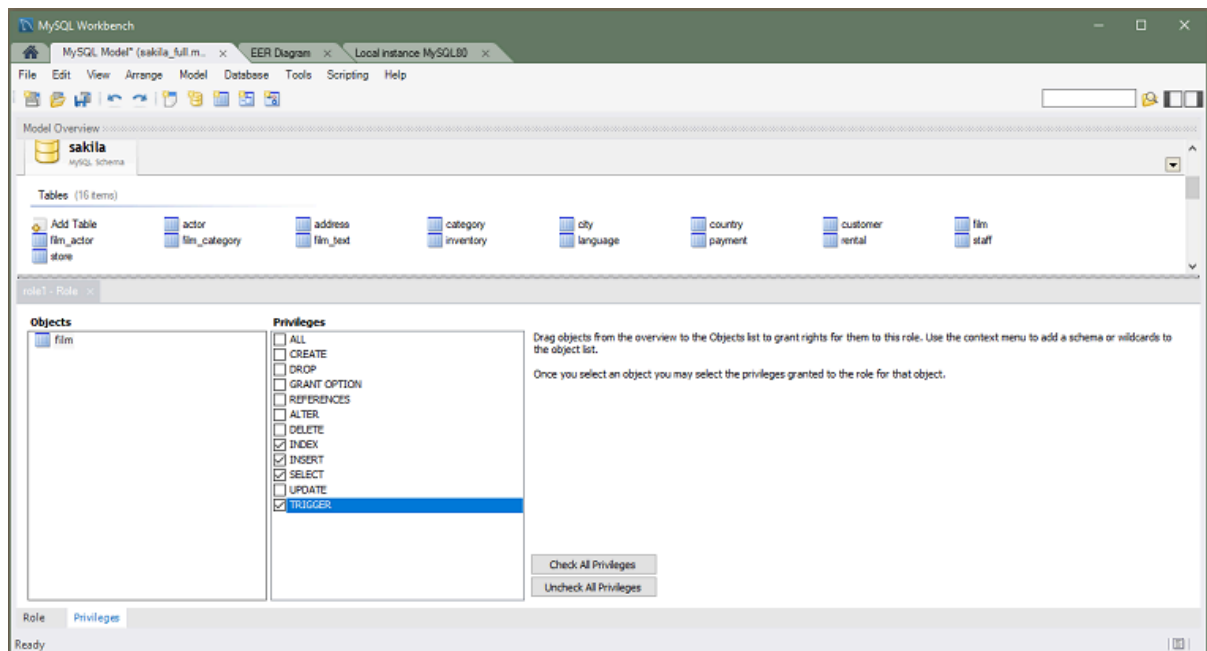 MySQL Workbench
MySQL Model* (sakila_full.m... × EER Diagram × Local instance MySQL80 ×
File Edit View Arrange Model Database Tools Scripting Help
Model Overview
sakila
MySQL Schema
Tables (16 items)
Add Table actor address category city country customer film
film_actor film_category film_text inventory language payment rental staff
store
role1 - Role ×
Objects Privileges
film
ALL
CREATE
DROP
GRANT OPTION
REFERENCES
ALTER
DELETE
INDEX
INSERT
SELECT
UPDATE
TRIGGER
Drag objects from the overview to the Objects list to grant rights for them to this role. Use the context menu to add a schema or wildcards to
the object list.
Once you select an object you may select the privileges granted to the role for that object.
Check All Privileges
Uncheck All Privileges
Role Privileges
Ready